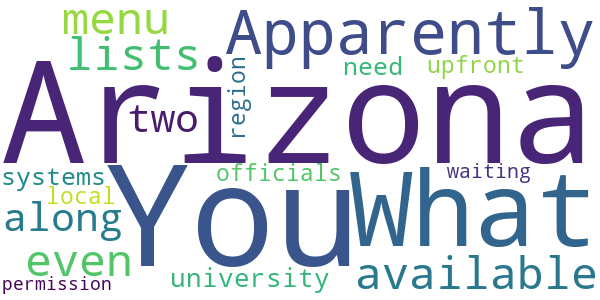 menu Apparently
lists need upfront
Arizona
two region
You What
systems officials waiting
local
along available
even university
permission